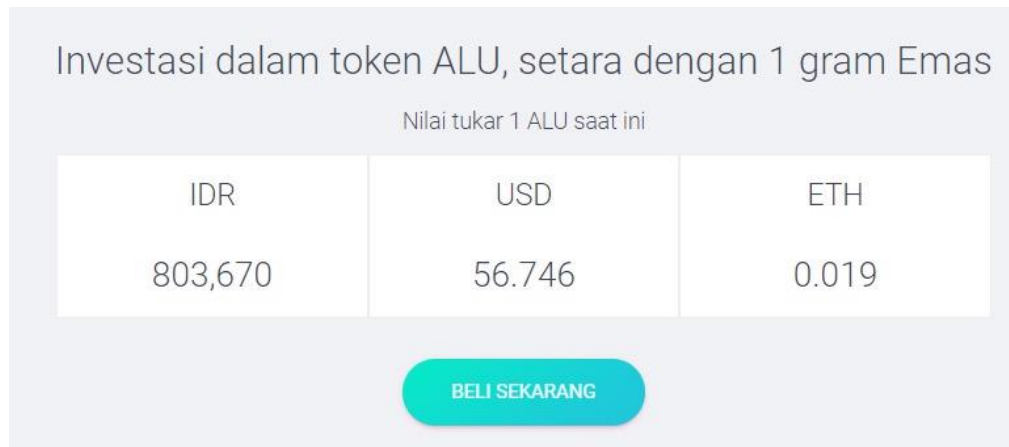 Investasi dalam token ALU, setara dengan 1 gram Emas
Nilai tukar 1 ALU saat ini
IDR USD ETH
803,670 56.746 0.019
BELI SEKARANG